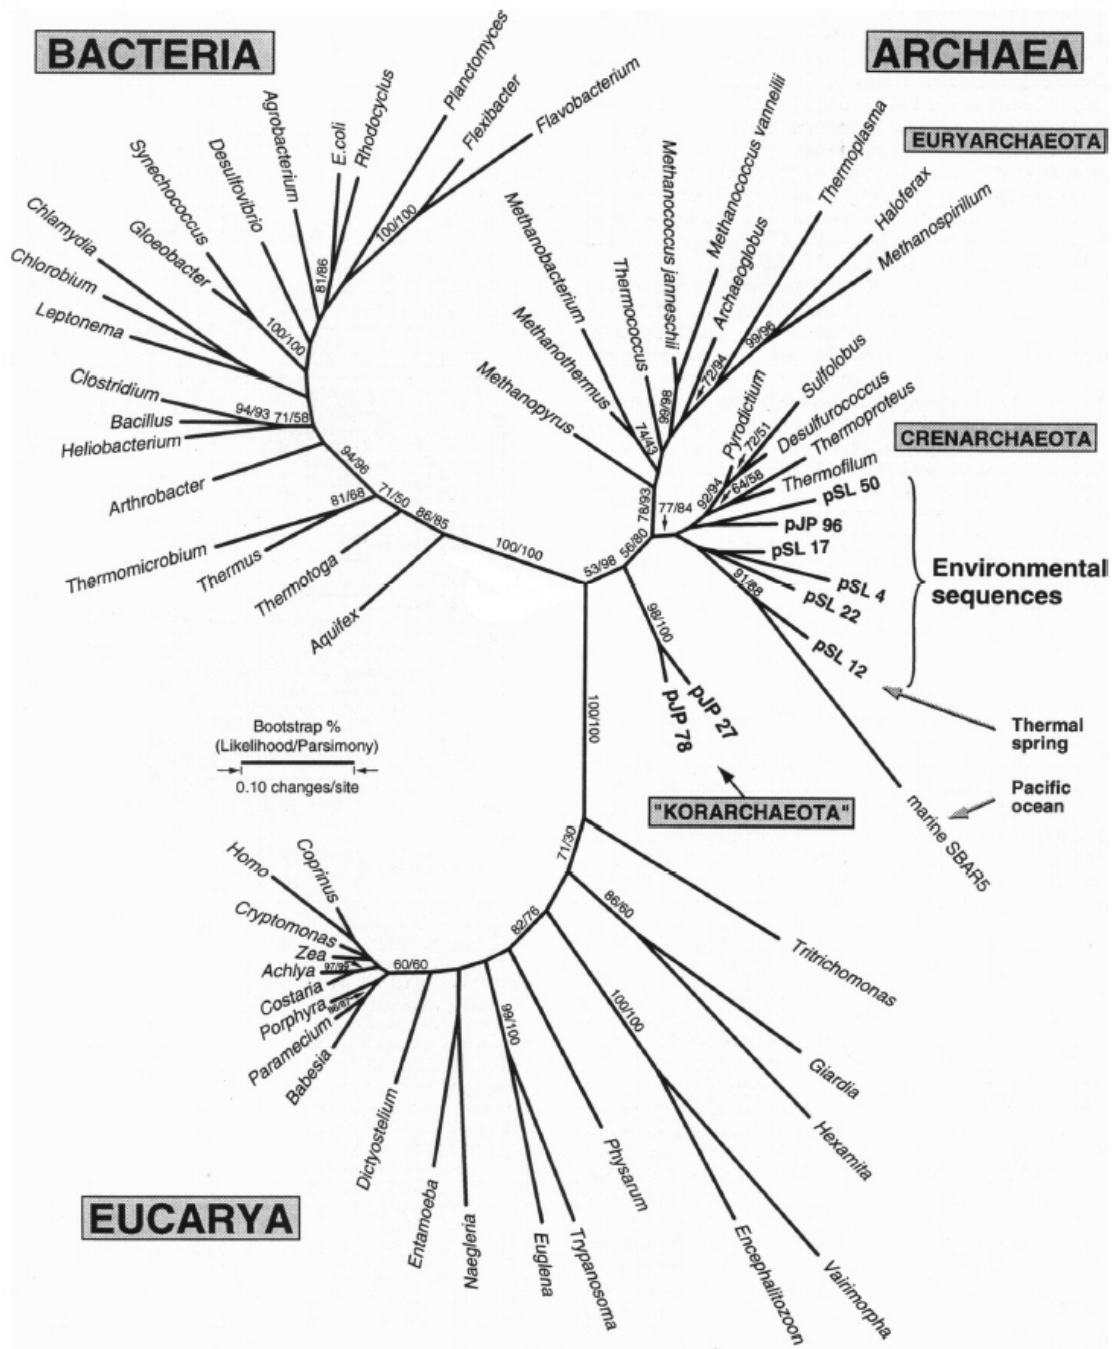 BACTERIA
ARCHAEA
EURYARCHAEOTA
CRENARCHAEOTA
Planctomyces
Flexibacter
Flavobacterium
Rhodocyclus
E.coli
Agrobacterium
Desulfovibrio
Synechococcus
Gloeobacter
Chlamydia
Chlorobium
Leptonema
Clostridium
Bacillus
Heliobacterium
Arthrobacter
Thermomicrobium
Thermus
Thermotoga
Aquifex
100/100
81/86
100/100
94/93
71/58
94/96
81/68
71/50
86/85
100/100
Methanopyrus
Methanothermus
Methanobacterium
Thermococcus
Methanococcus janneschii
Methanococcus vanneilii
Archaeoglobus
Thermoplasma
Haloferax
Methanospirillum
74/43
99/98
72/94
99/96
78/93
77/84
56/80
53/98
Pyrodictium
Sulfolobus
Desulfurococcus
Thermoproteus
Thermofilum
92/94
72/51
64/58
pSL 50
pJP 96
pSL 17
pSL 4
pSL 22
pSL 12
91/88
Environmental
sequences
98/100
pJP 27
pJP 78
"KORARCHAEOTA"
Thermal
spring
Pacific
ocean
marine SBAR5
100/100
Bootstrap %
(Likelihood/Parsimony)
0.10 changes/site
71/30
86/60
82/76
60/60
99/100
100/100
97/99
Homo
Coprinus
Cryptomonas
Zea
Achlya
Costaria
Porphyra
Paramecium
Babesia
Dictyostelium
Entamoeba
Naegleria
Euglena
Trypanosoma
Physarum
Encephalitozoon
Vairimorpha
Hexamita
Giardia
Tritrichomonas
EUCARYA